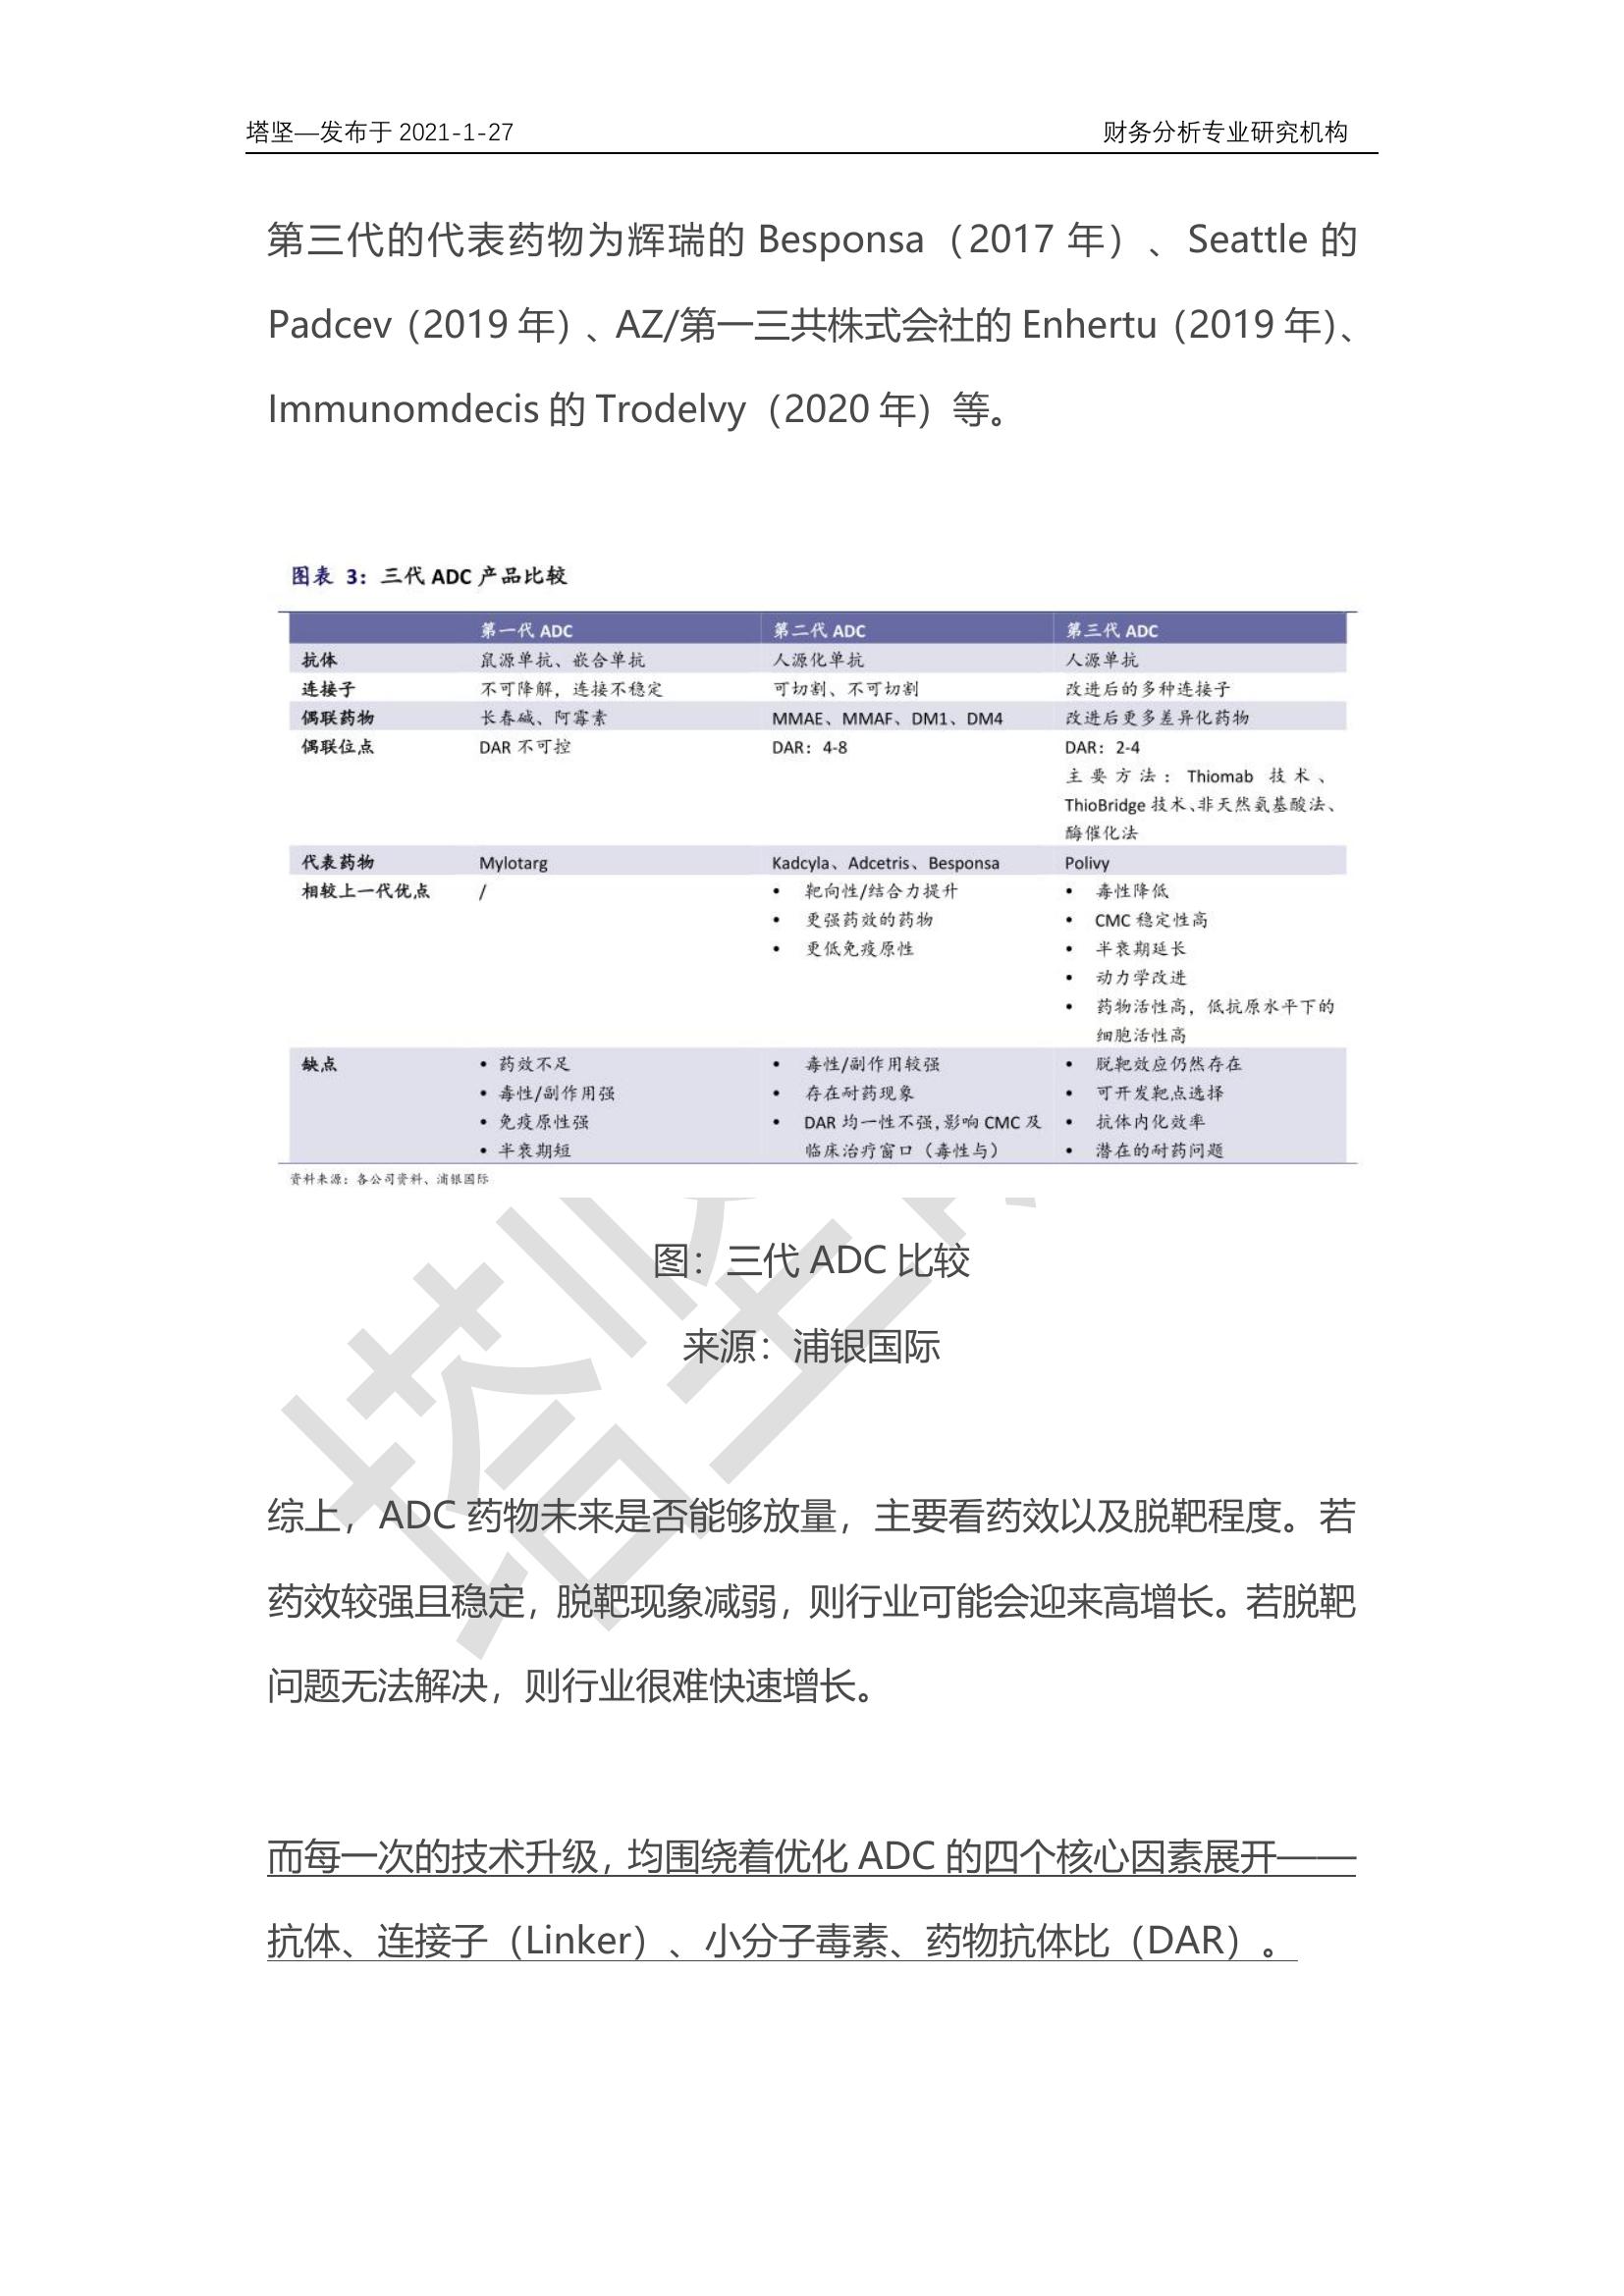 塔坚—发布于 2021-1-27 财务分析专业研究机构
第三代的代表药物为辉瑞的 Besponsa（2017 年）、Seattle 的
Padcev（2019 年）、AZ/第一三共株式会社的 Enhertu（2019 年）、
Immunomdecis 的 Trodelvy（2020 年）等。
图表 3：三代 ADC 产品比较
第一代 ADC 第二代 ADC 第三代 ADC
抗体 鼠源单抗、嵌合单抗 人源化单抗 人源单抗
连接子 不可降解，连接不稳定 可切割、不可切割 改进后的多种连接子
偶联药物 长春碱、阿霉素 MMAE、MMAF、DM1、DM4 改进后更多差异化药物
偶联位点 DAR 不可控 DAR：4-8 DAR：2-4
主要方法：Thiomab 技术、
ThioBridge 技术、非天然氨基酸法、
酶催化法
代表药物 Mylotarg Kadcyla、Adcetris、Besponsa Polivy
相较上一代优点 / • 靶向性/结合力提升 • 毒性降低
• 更强药效的药物 • CMC 稳定性高
• 更低免疫原性 • 半衰期延长
• 动力学改进
• 药物活性高，低抗原水平下的
细胞活性高
缺点 • 药效不足 • 毒性/副作用较强 • 脱靶效应仍然存在
• 毒性/副作用强 • 存在耐药现象 • 可开发靶点选择
• 免疫原性强 • DAR 均一性不强，影响 CMC 及 • 抗体内化效率
• 半衰期短 临床治疗窗口（毒性与） • 潜在的耐药问题
资料来源：各公司资料、浦银国际
图：三代 ADC 比较
来源：浦银国际
综上，ADC 药物未来是否能够放量，主要看药效以及脱靶程度。若
药效较强且稳定，脱靶现象减弱，则行业可能会迎来高增长。若脱靶
问题无法解决，则行业很难快速增长。
而每一次的技术升级，均围绕着优化 ADC 的四个核心因素展开——
抗体、连接子（Linker）、小分子毒素、药物抗体比（DAR）。